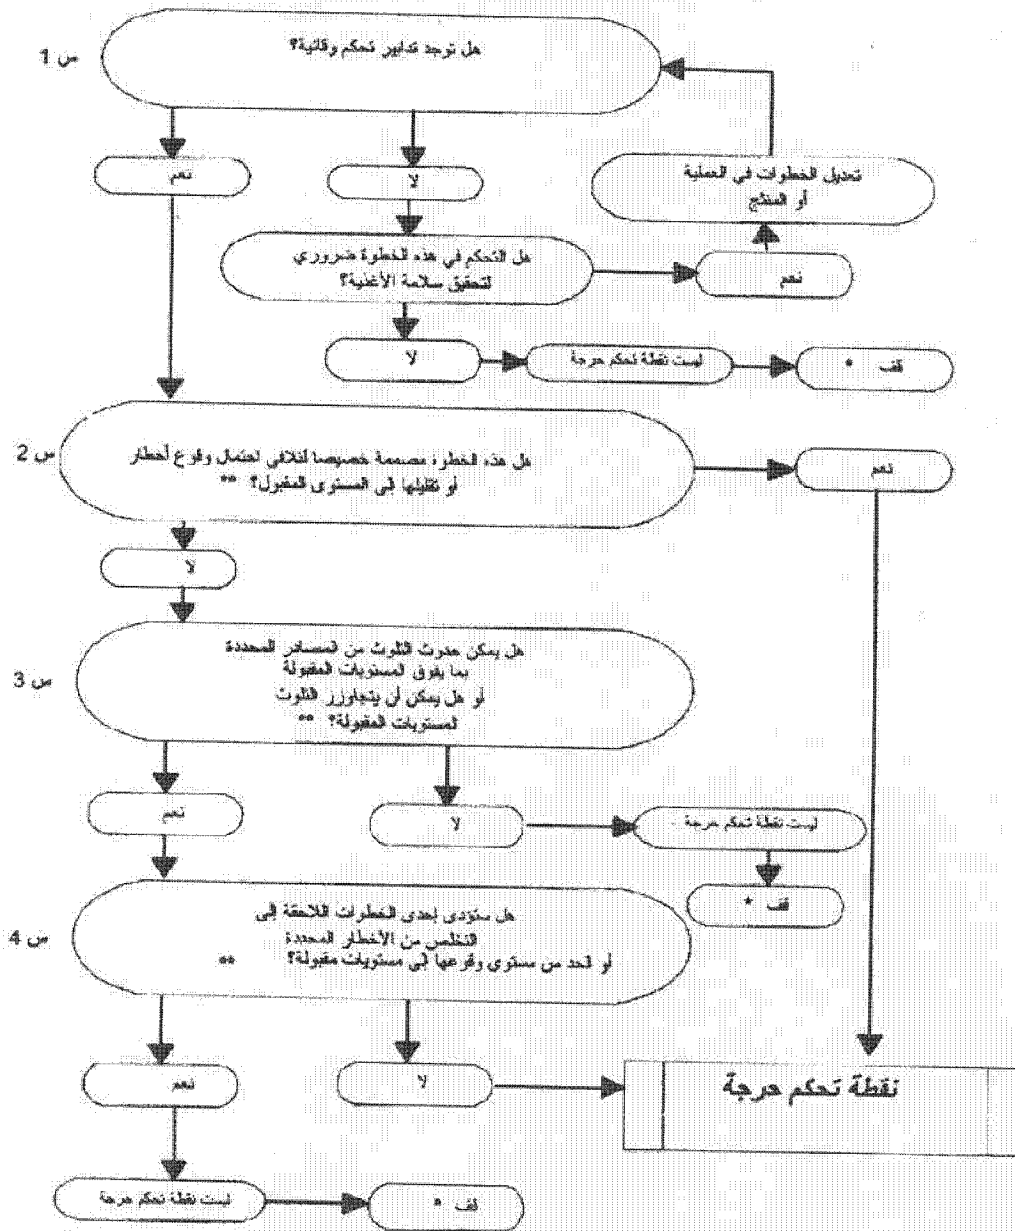 س 1
هل توجد تدابير تحكم وقائية؟
نعم
لا
تعديل الخطوات في العملية
أو المنتج
هل التحكم في هذه الخطوة ضروري
لتحقيق سلامة الأغذية؟
نعم
لا
ليست نقطة تحكم حرجة
قف *
س 2
هل هذه الخطوة مصممة خصيصا لتلافي احتمال وقوع أخطار
أو تقليلها إلى المستوى المقبول؟ **
نعم
لا
س 3
هل يمكن حدوث التلوث من المصادر المحددة
بما يفوق المستويات المقبولة
أو هل يمكن أن يتجاوزر التلوث
لمستويات المقبولة؟ **
نعم
لا
ليست نقطة تحكم حرجة
قف *
س 4
هل ستؤدى إحدى الخطوات اللاحقة إلى
التخلص من الأخطار المحددة
أو الحد من مستوى وقوعها إلى مستويات مقبولة؟ **
نعم
لا
نقطة تحكم حرجة
ليست نقطة تحكم حرجة
قف *